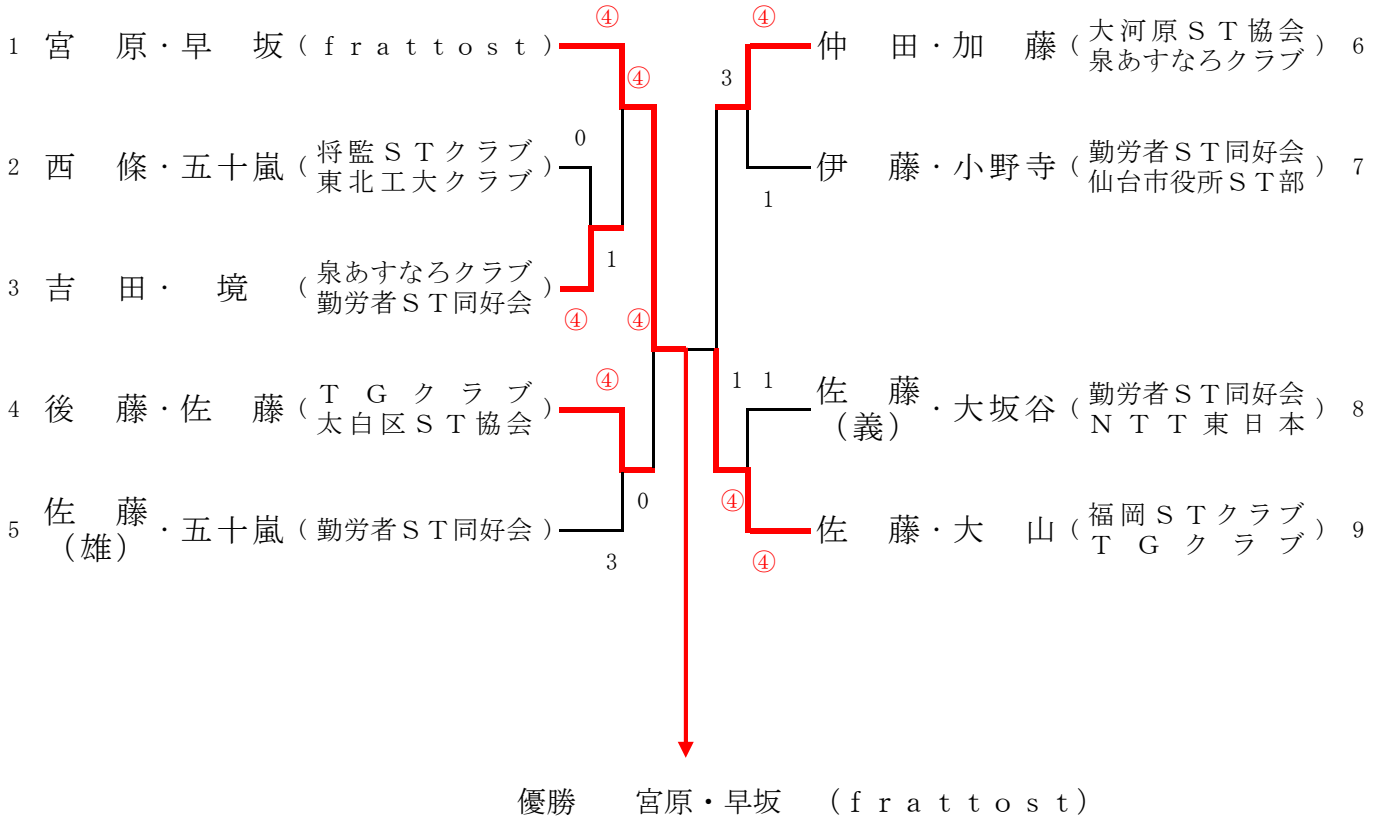 ④ ④
1 宮 原・早 坂 (ｆｒａｔｔｏｓｔ) 仲 田・加 藤 (大河原ＳＴ協会 泉あすなろクラブ) 6
④ 3
0
2 西 條・五十嵐 (将監ＳＴクラブ 東北工大クラブ) 伊 藤・小野寺 (勤労者ＳＴ同好会 仙台市役所ＳＴ部) 7
1
1
3 吉 田・ 境 (泉あすなろクラブ 勤労者ＳＴ同好会)
④ ④
④ 1 1
4 後 藤・佐 藤 (ＴＧクラブ 太白区ＳＴ協会) 佐 藤 (義)・大坂谷 (勤労者ＳＴ同好会 ＮＴＴ東日本) 8
0 ④
5 佐 藤 (雄)・五十嵐 (勤労者ＳＴ同好会) 佐 藤・大 山 (福岡ＳＴクラブ ＴＧクラブ) 9
3 ④
優勝 宮原・早坂 (ｆｒａｔｔｏｓｔ)